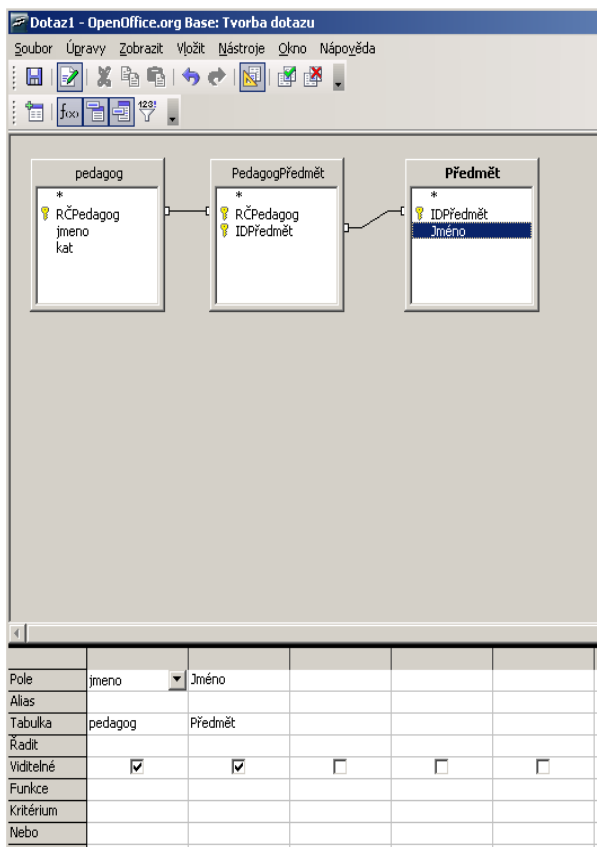 Dotaz1 - OpenOffice.org Base: Tvorba dotazu
Soubor Úpravy Zobrazit Vložit Nástroje Okno Nápověda
f(x) 123!
pedagog PedagogPředmět Předmět
* * *
RČPedagog RČPedagog IDPředmět
jmeno IDPředmět Jméno
kat
Pole jmeno Jméno
Alias
Tabulka pedagog Předmět
Řadit
Viditelné
Funkce
Kritérium
Nebo